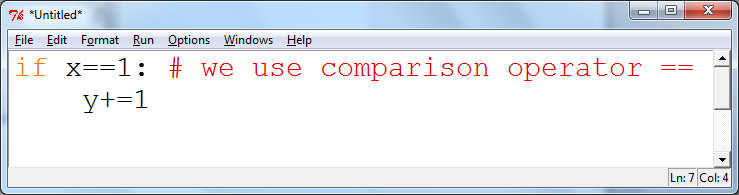 *Untitled*
File Edit Format Run Options Windows Help
if x==1: # we use comparison operator ==
    y+=1
Ln: 7 Col: 4